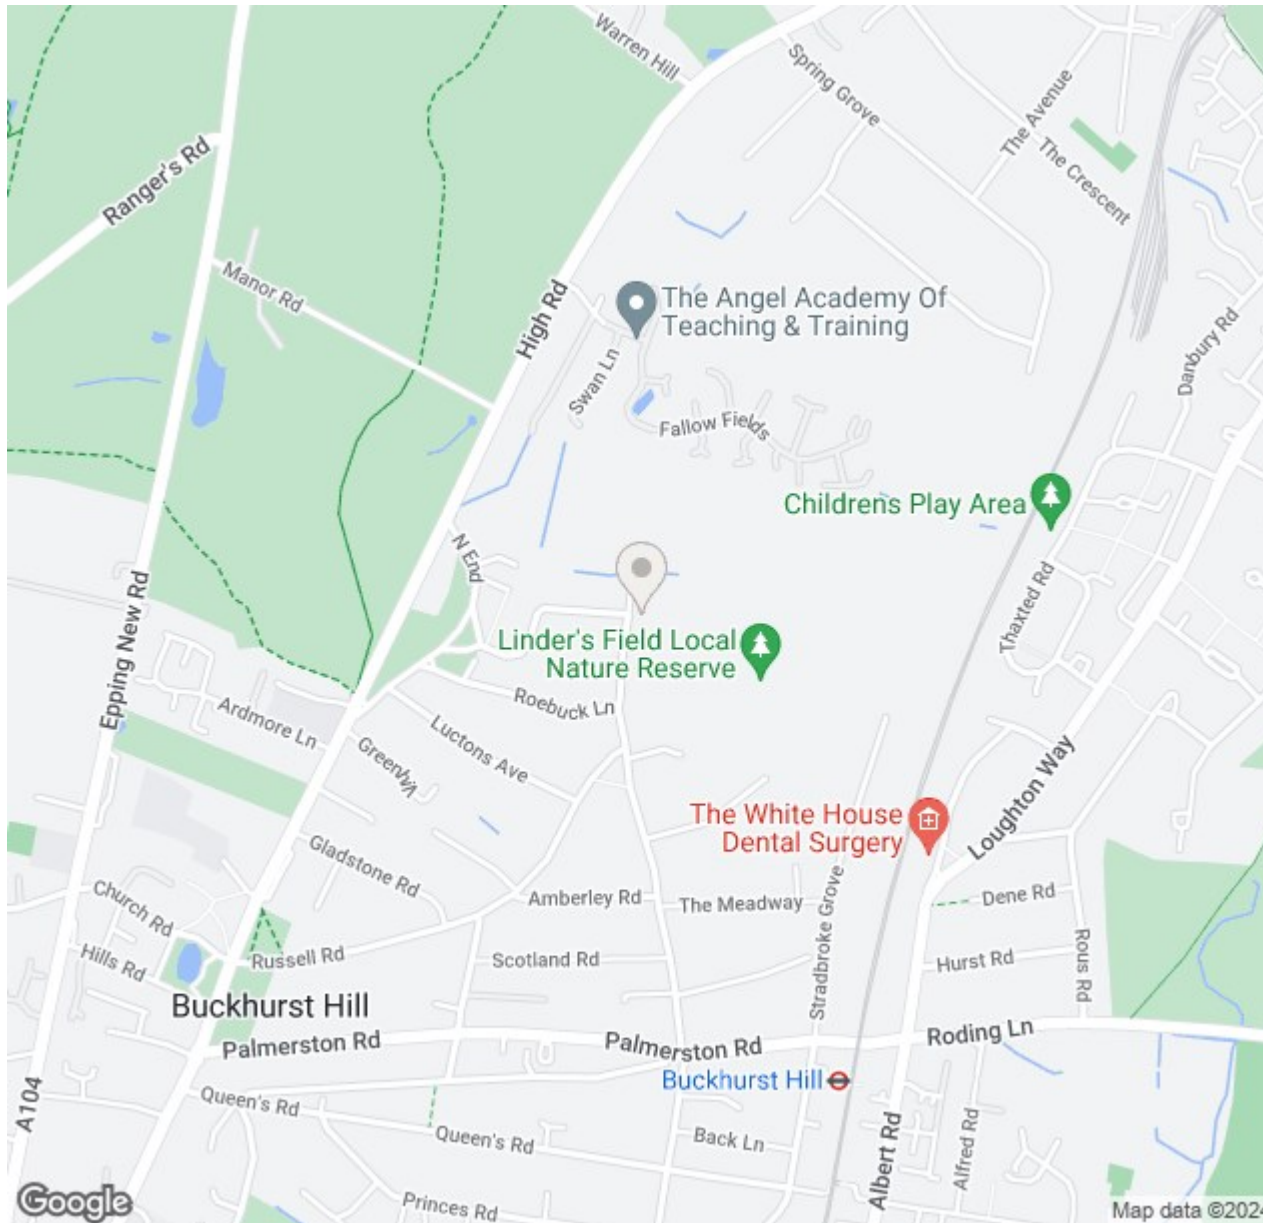 Warren Hill
Spring Grove
The Avenue
The Crescent
Ranger's Rd
Manor Rd
High Rd
The Angel Academy Of
Teaching & Training
Swan Ln
Danbury Rd
Fallow Fields
Childrens Play Area
N End
Epping New Rd
Thaxted Rd
Linder's Field Local
Nature Reserve
Roebuck Ln
Ardmore Ln
Luctons Ave
Loughton Way
The White House
Dental Surgery
Gladstone Rd
Church Rd
Amberley Rd
The Meadway
Stradbroke Grove
Dene Rd
Hills Rd
Russell Rd
Scotland Rd
Hurst Rd
Rous Rd
Buckhurst Hill
Palmerston Rd
Palmerston Rd
Roding Ln
Buckhurst Hill
A104
Queen's Rd
Queen's Rd
Back Ln
Albert Rd
Alfred Rd
Princes Rd
Google
Map data ©2024